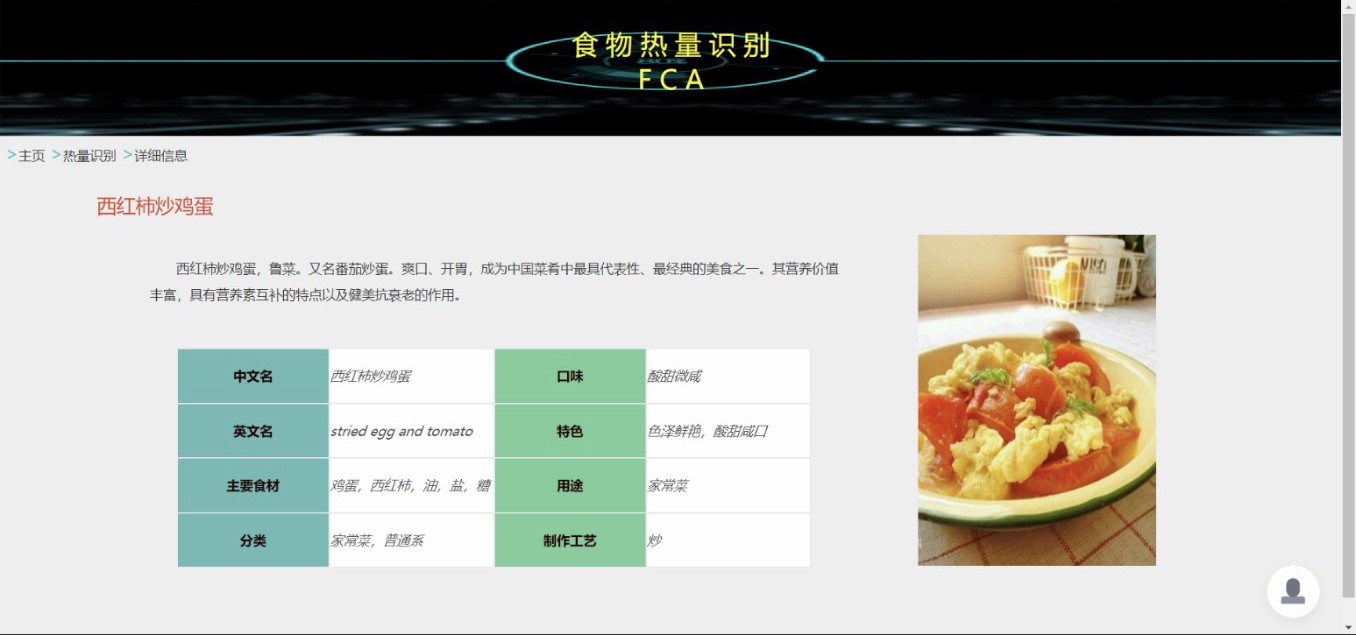 食物热量识别
FCA
>主页 >热量识别 >详细信息
西红柿炒鸡蛋
西红柿炒鸡蛋，鲁菜。又名番茄炒蛋。爽口、开胃，成为中国菜肴中最具代表性、最经典的美食之一。其营养价值
丰富，具有营养素互补的特点以及健美抗衰老的作用。
中文名 西红柿炒鸡蛋 口味 酸甜微咸
英文名 stried egg and tomato 特色 色泽鲜艳，酸甜咸口
主要食材 鸡蛋，西红柿，油，盐，糖 用途 家常菜
分类 家常菜，普通系 制作工艺 炒